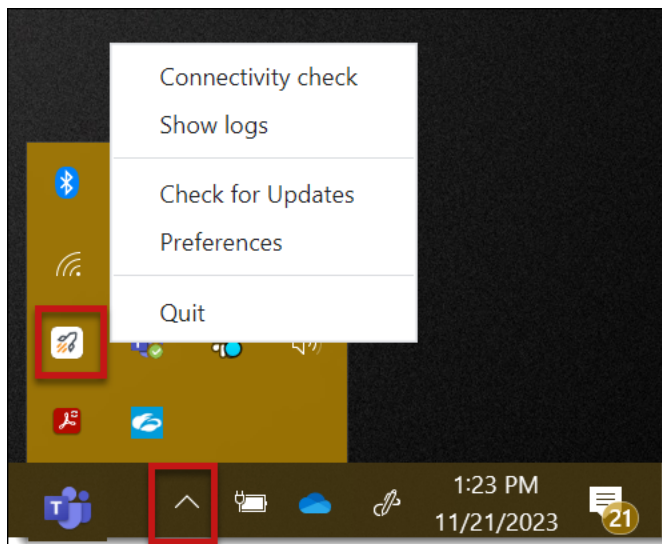 Connectivity check
Show logs
Check for Updates
Preferences
Quit
1:23 PM
11/21/2023
21